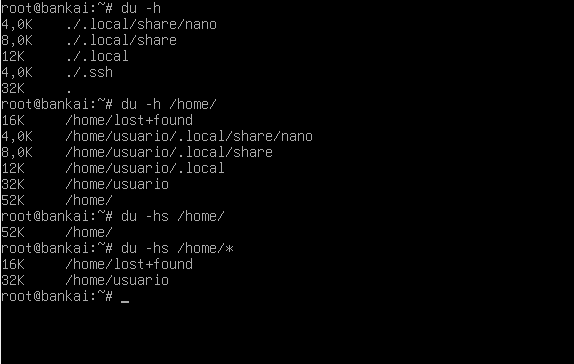 root@bankai:~# du -h
4,0K    ./.local/share/nano
8,0K    ./.local/share
12K     ./.local
4,0K    ./.ssh
32K     .
root@bankai:~# du -h /home/
16K     /home/lost+found
4,0K    /home/usuario/.local/share/nano
8,0K    /home/usuario/.local/share
12K     /home/usuario/.local
32K     /home/usuario
52K     /home/
root@bankai:~# du -hs /home/
52K     /home/
root@bankai:~# du -hs /home/*
16K     /home/lost+found
32K     /home/usuario
root@bankai:~# _